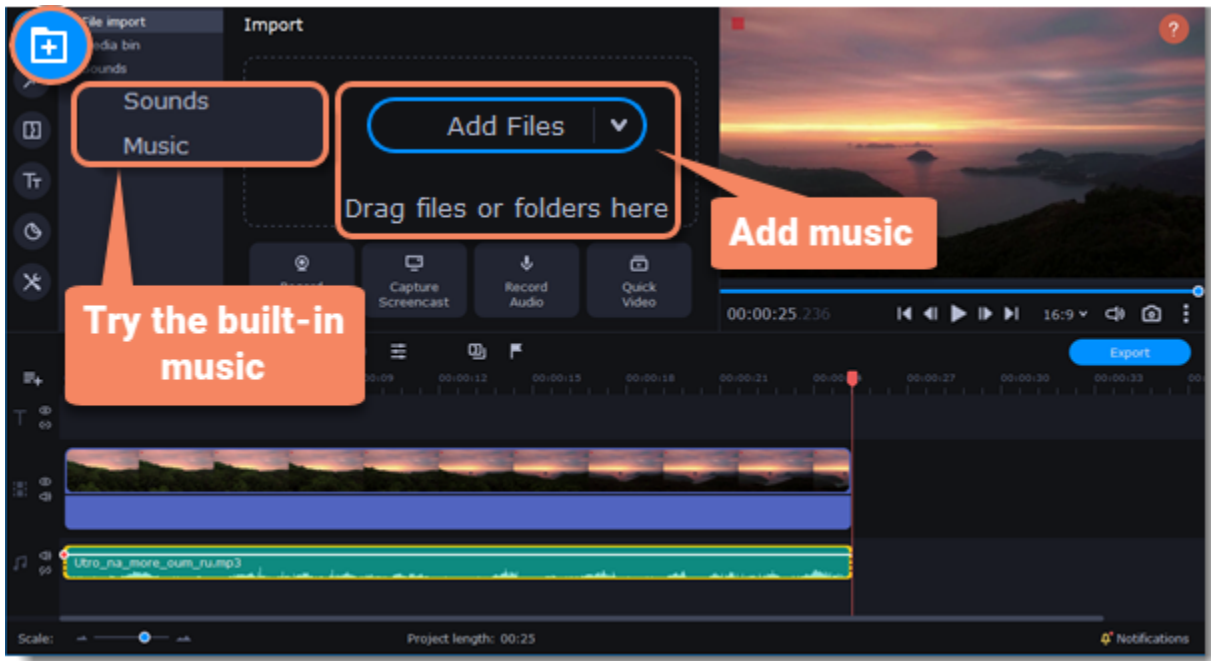 File import
Media bin
Sounds
Sounds
Music
Import
Add Files
Drag files or folders here
Add music
?
Try the built-in
music
Capture
Screencast
Record
Audio
Quick
Video
00:00:25.236
16:9
Export
00:00:09 00:00:12 00:00:15 00:00:18 00:00:21 00:00:27 00:00:30 00:00:33
Utro_na_more_oum_ru.mp3
Scale:
Project length: 00:25
Notifications